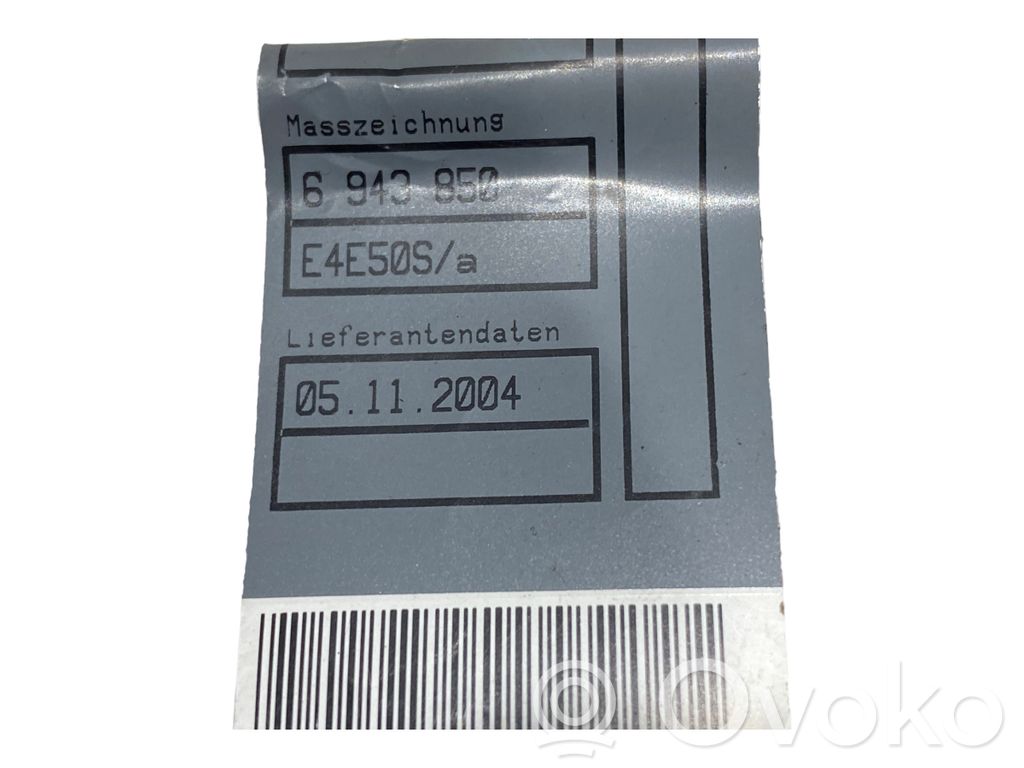 Masszeichnung
6 943 850
E4E50S/a
Lieferantendaten
05.11.2004
Ovoko